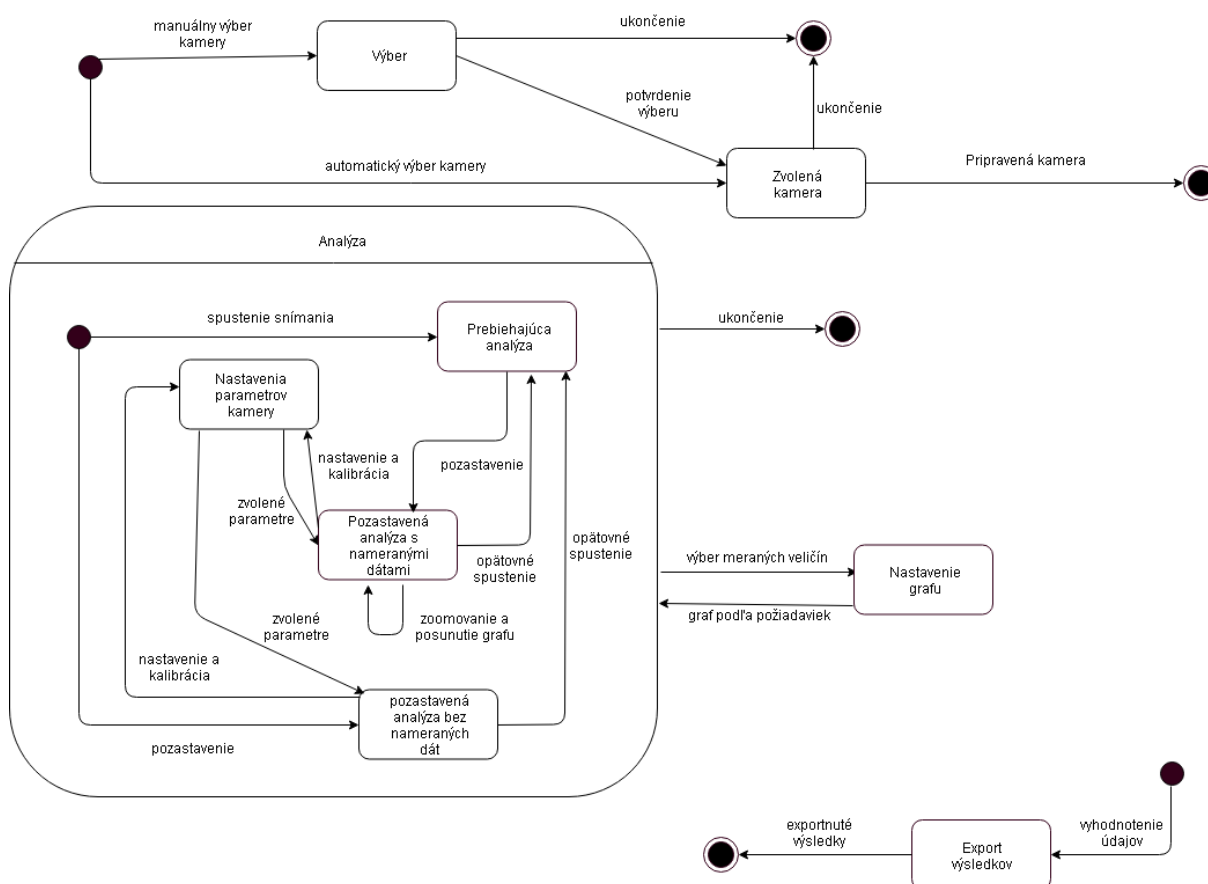 manuálny výber
kamery
Výber
ukončenie
potvrdenie
výberu
ukončenie
automatický výber kamery
Zvolená
kamera
Pripravená kamera
Analýza
spustenie snímania
Prebiehajúca
analýza
ukončenie
Nastavenia
parametrov
kamery
nastavenie a
kalibrácia
pozastavenie
zvolené
parametre
Pozastavená
analýza s
nameranými
dátami
opätovné
spustenie
opätovné
spustenie
výber meraných veličín
Nastavenie
grafu
graf podľa požiadaviek
zvolené
parametre
zoomovanie a
posunutie grafu
nastavenie a
kalibrácia
pozastavená
analýza bez
nameraných
dát
pozastavenie
exportnuté
výsledky
Export
výsledkov
vyhodnotenie
údajov